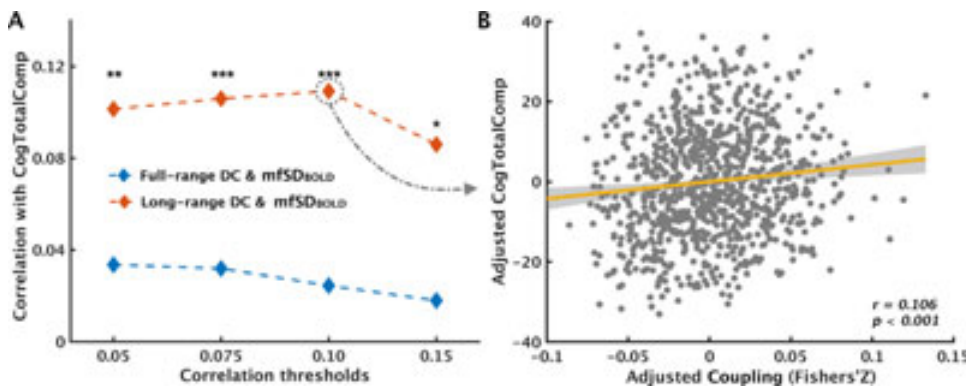 A
Correlation with CogTotalComp
0.12
0.08
0.04
0
**
***
***
*
Full-range DC & mfSDBOLD
Long-range DC & mfSDBOLD
0.05 0.075 0.10 0.15
Correlation thresholds
B
Adjusted CogTotalComp
40
20
0
-20
-40
r = 0.106
p < 0.001
-0.1 -0.05 0 0.05 0.1 0.15
Adjusted Coupling (Fishers'Z)